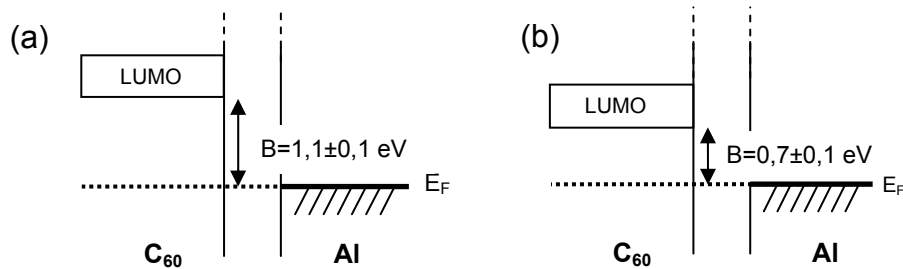 (a)
LUMO
B=1,1±0,1 eV
E_F
C₆₀
Al
(b)
LUMO
B=0,7±0,1 eV
E_F
C₆₀
Al